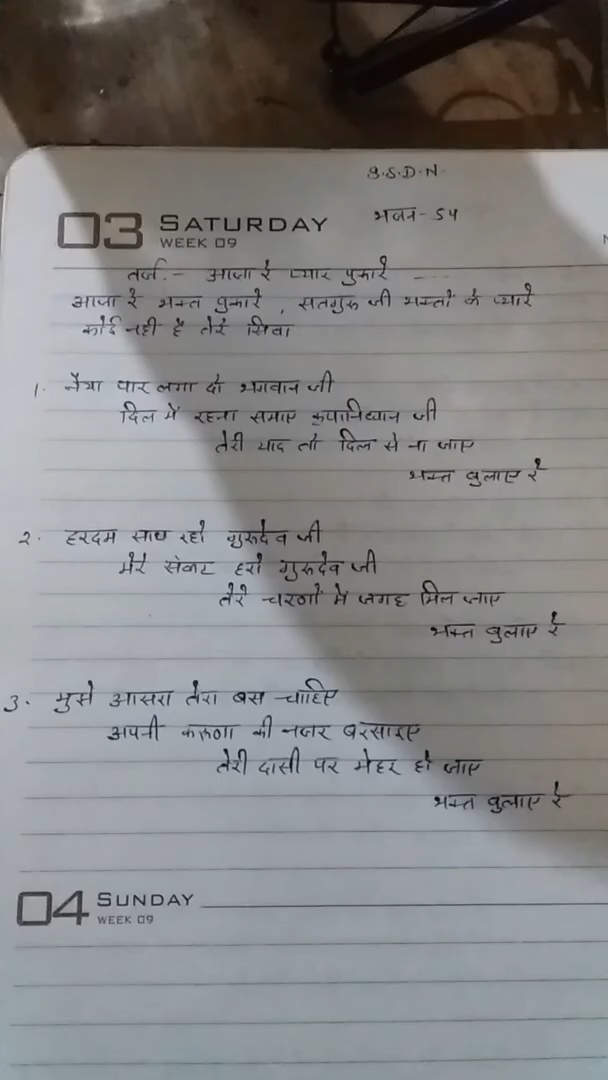 J.S.D.N.
भजन - 54
03 SATURDAY
WEEK 09
तर्ज :- आजा रे प्यार पुकारे ----
आजा रे भक्त पुकारे , सतगुरु जी भक्तों के प्यारे
कोई नही है तेरे सिवा
1. नैया पार लगा दो भगवान जी
दिल में रहना समाए कृपानिधान जी
तेरी याद तो दिल से ना जाए
भक्त बुलाए रे
2. हरदम साथ रहो गुरुदेव जी
मेरे संकट हरो गुरुदेव जी
तेरे चरणों में जगह मिल जाए
भक्त बुलाए रे
3. मुझे आसरा तेरा बस चाहिए
अपनी करुणा की नजर बरसाइए
तेरी दासी पर मेहर हो जाए
भक्त बुलाए रे
04 SUNDAY
WEEK 09